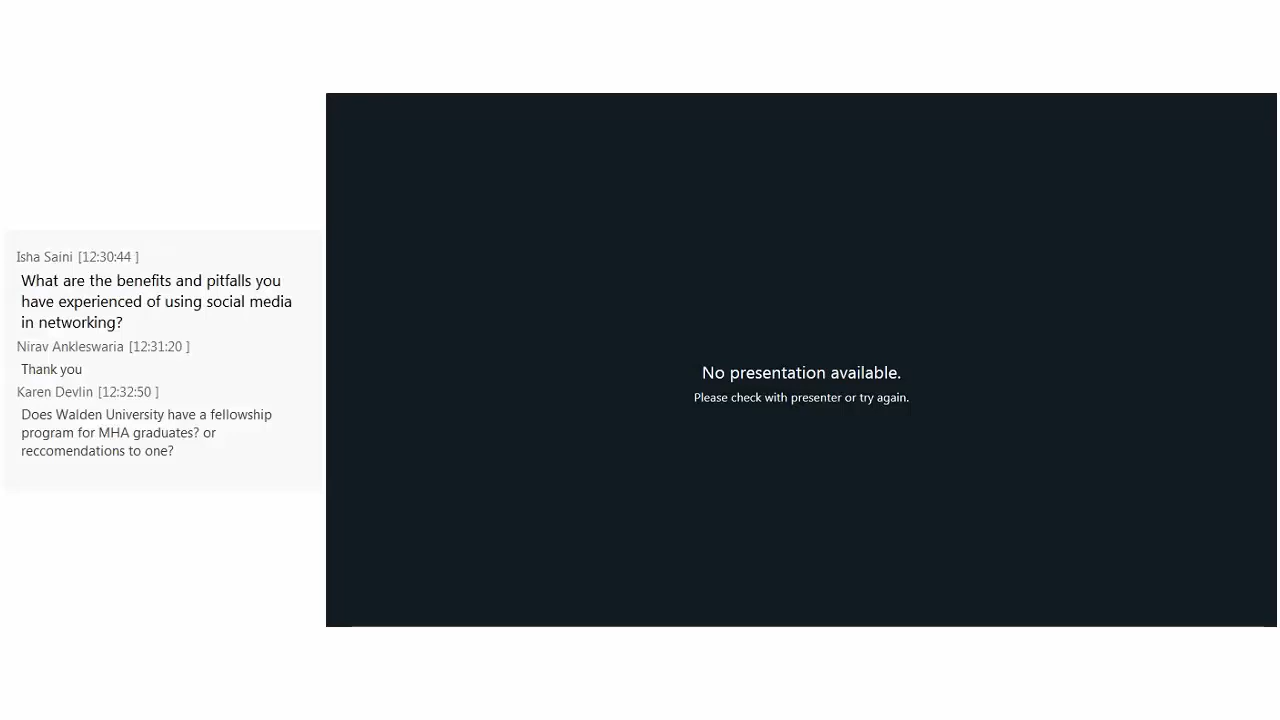 Isha Saini [12:30:44 ]
What are the benefits and pitfalls you
have experienced of using social media
in networking?
Nirav Ankleswaria [12:31:20 ]
Thank you
Karen Devlin [12:32:50 ]
Does Walden University have a fellowship
program for MHA graduates? or
reccomendations to one?
No presentation available.
Please check with presenter or try again.